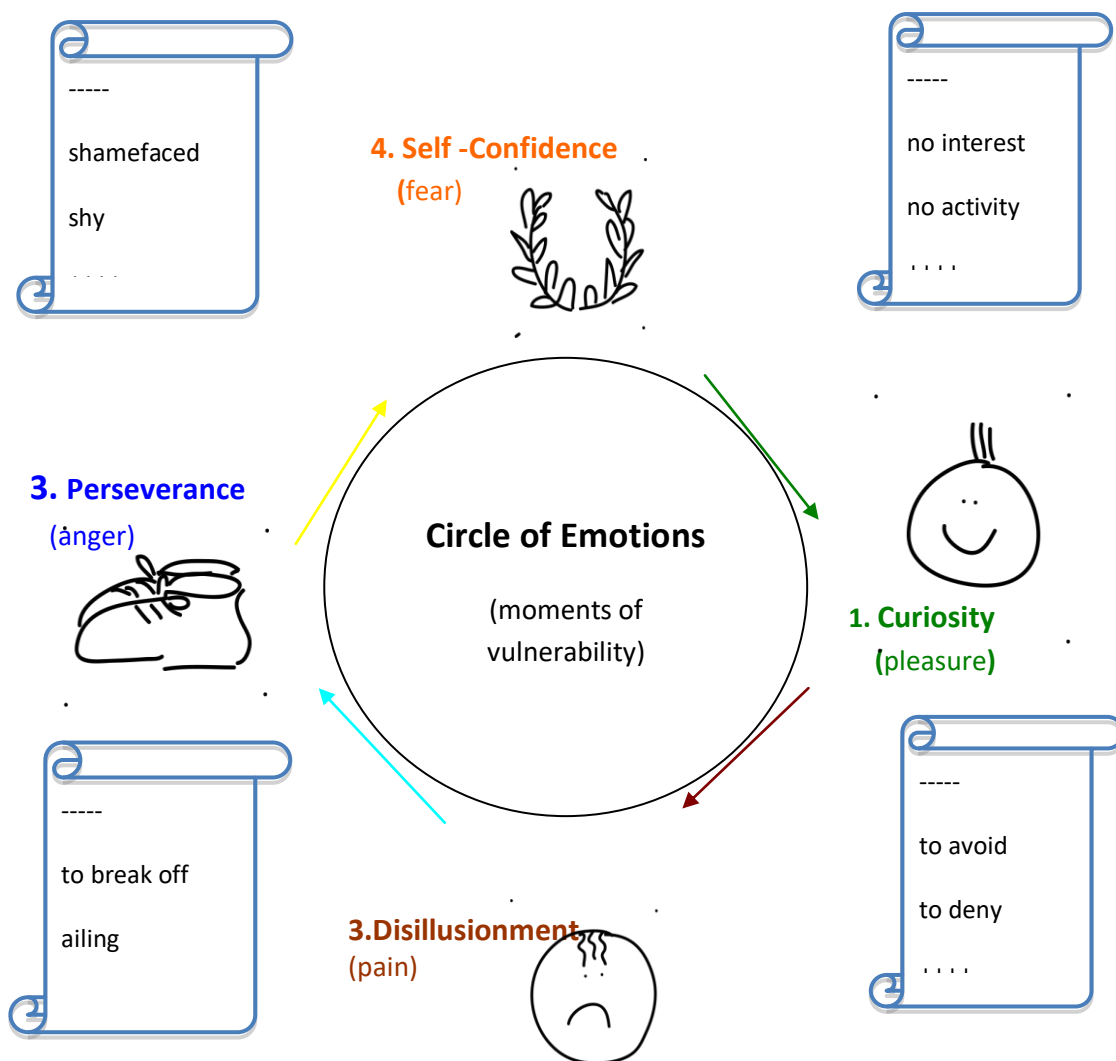 -----
shamefaced
shy
4. Self -Confidence
(fear)
-----
no interest
no activity
3. Perseverance
(anger)
Circle of Emotions
(moments of
vulnerability)
1. Curiosity
(pleasure)
-----
to break off
ailing
3.Disillusionment
(pain)
-----
to avoid
to deny